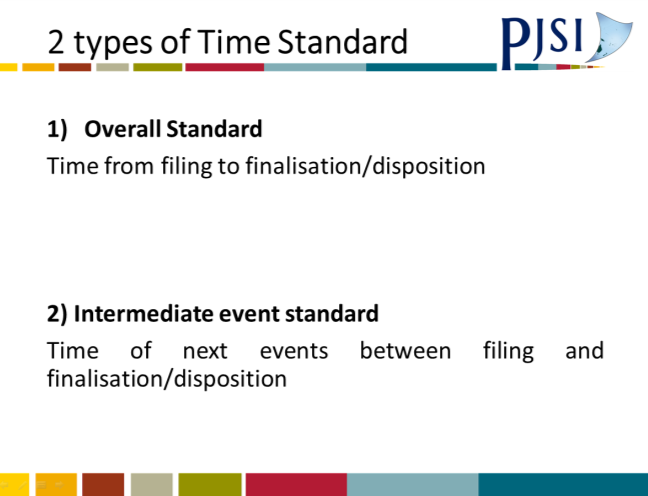 2 types of Time Standard
PJSI
1) Overall Standard
Time from filing to finalisation/disposition
2) Intermediate event standard
Time of next events between filing and
finalisation/disposition